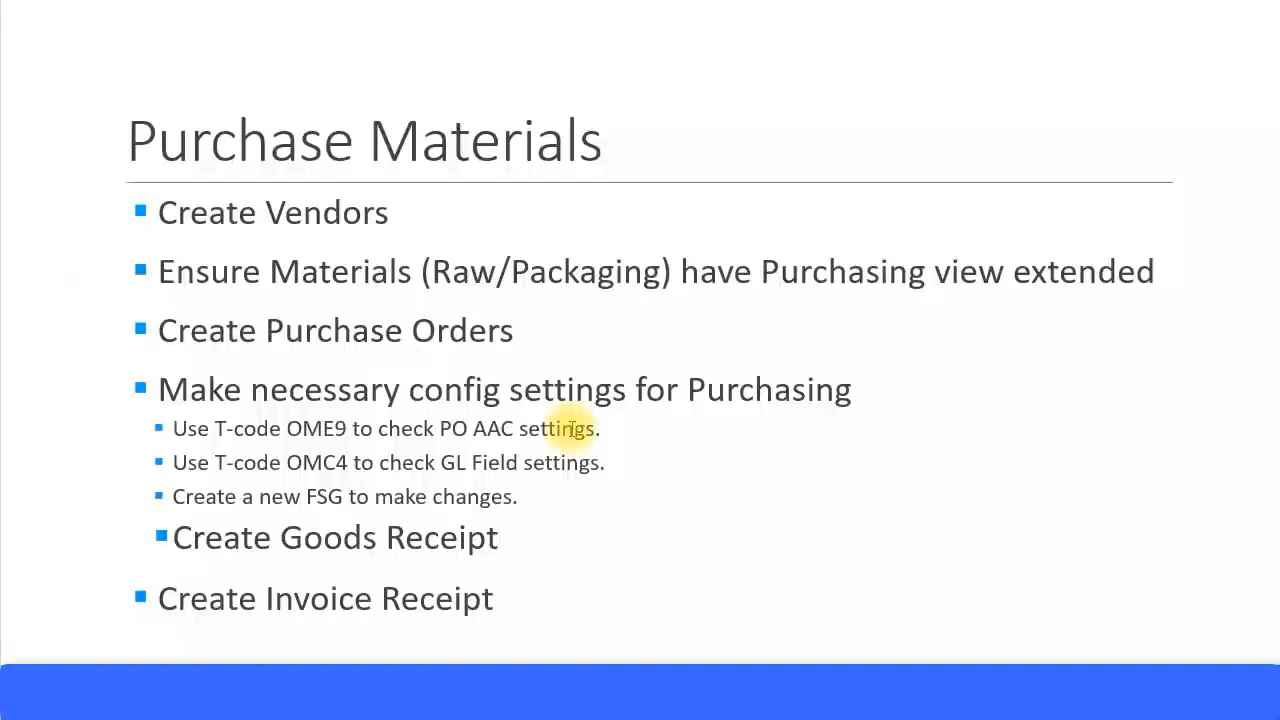 Purchase Materials
Create Vendors
Ensure Materials (Raw/Packaging) have Purchasing view extended
Create Purchase Orders
Make necessary config settings for Purchasing
Use T-code OME9 to check PO AAC settings.
Use T-code OMC4 to check GL Field settings.
Create a new FSG to make changes.
Create Goods Receipt
Create Invoice Receipt